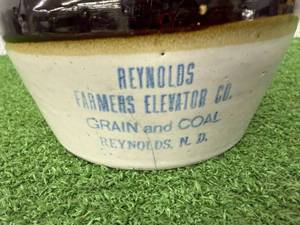 REYNOLDS
FARMERS ELEVATOR CO.
GRAIN and COAL
REYNOLDS, N. D.